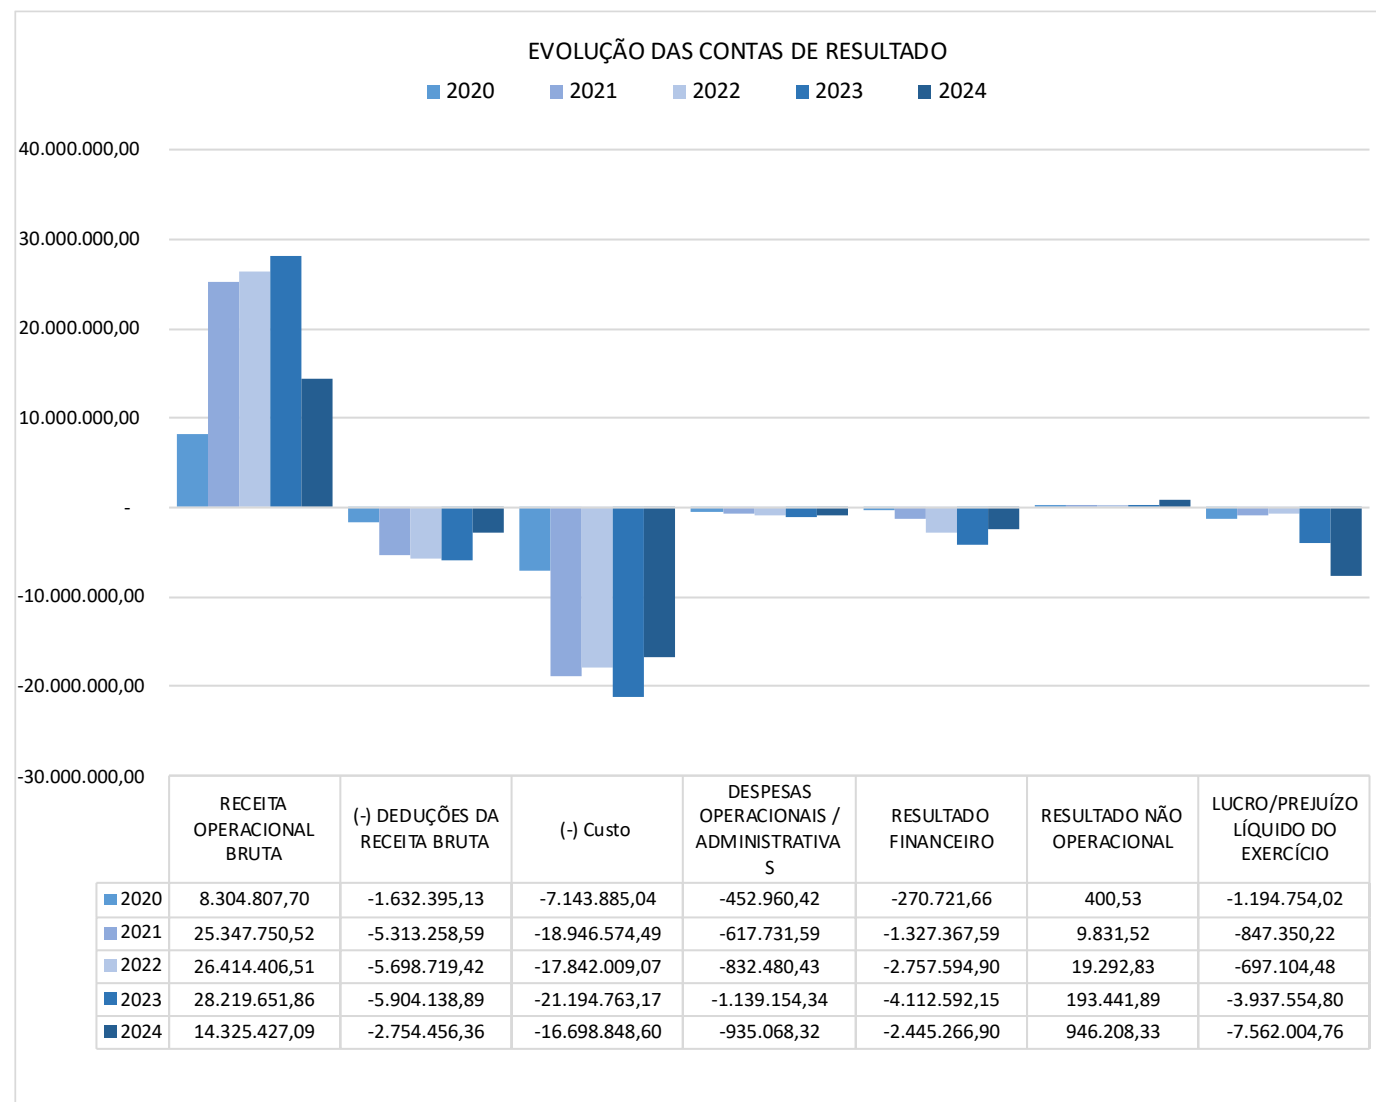 EVOLUÇÃO DAS CONTAS DE RESULTADO
2020 2021 2022 2023 2024
40.000.000,00
30.000.000,00
20.000.000,00
10.000.000,00
-
-10.000.000,00
-20.000.000,00
-30.000.000,00
RECEITA
OPERACIONAL
BRUTA
(-) DEDUÇÕES DA
RECEITA BRUTA
(-) Custo
DESPESAS
OPERACIONAIS /
ADMINISTRATIVA
S
RESULTADO
FINANCEIRO
RESULTADO NÃO
OPERACIONAL
LUCRO/PREJUÍZO
LÍQUIDO DO
EXERCÍCIO
2020 8.304.807,70 -1.632.395,13 -7.143.885,04 -452.960,42 -270.721,66 400,53 -1.194.754,02
2021 25.347.750,52 -5.313.258,59 -18.946.574,49 -617.731,59 -1.327.367,59 9.831,52 -847.350,22
2022 26.414.406,51 -5.698.719,42 -17.842.009,07 -832.480,43 -2.757.594,90 19.292,83 -697.104,48
2023 28.219.651,86 -5.904.138,89 -21.194.763,17 -1.139.154,34 -4.112.592,15 193.441,89 -3.937.554,80
2024 14.325.427,09 -2.754.456,36 -16.698.848,60 -935.068,32 -2.445.266,90 946.208,33 -7.562.004,76